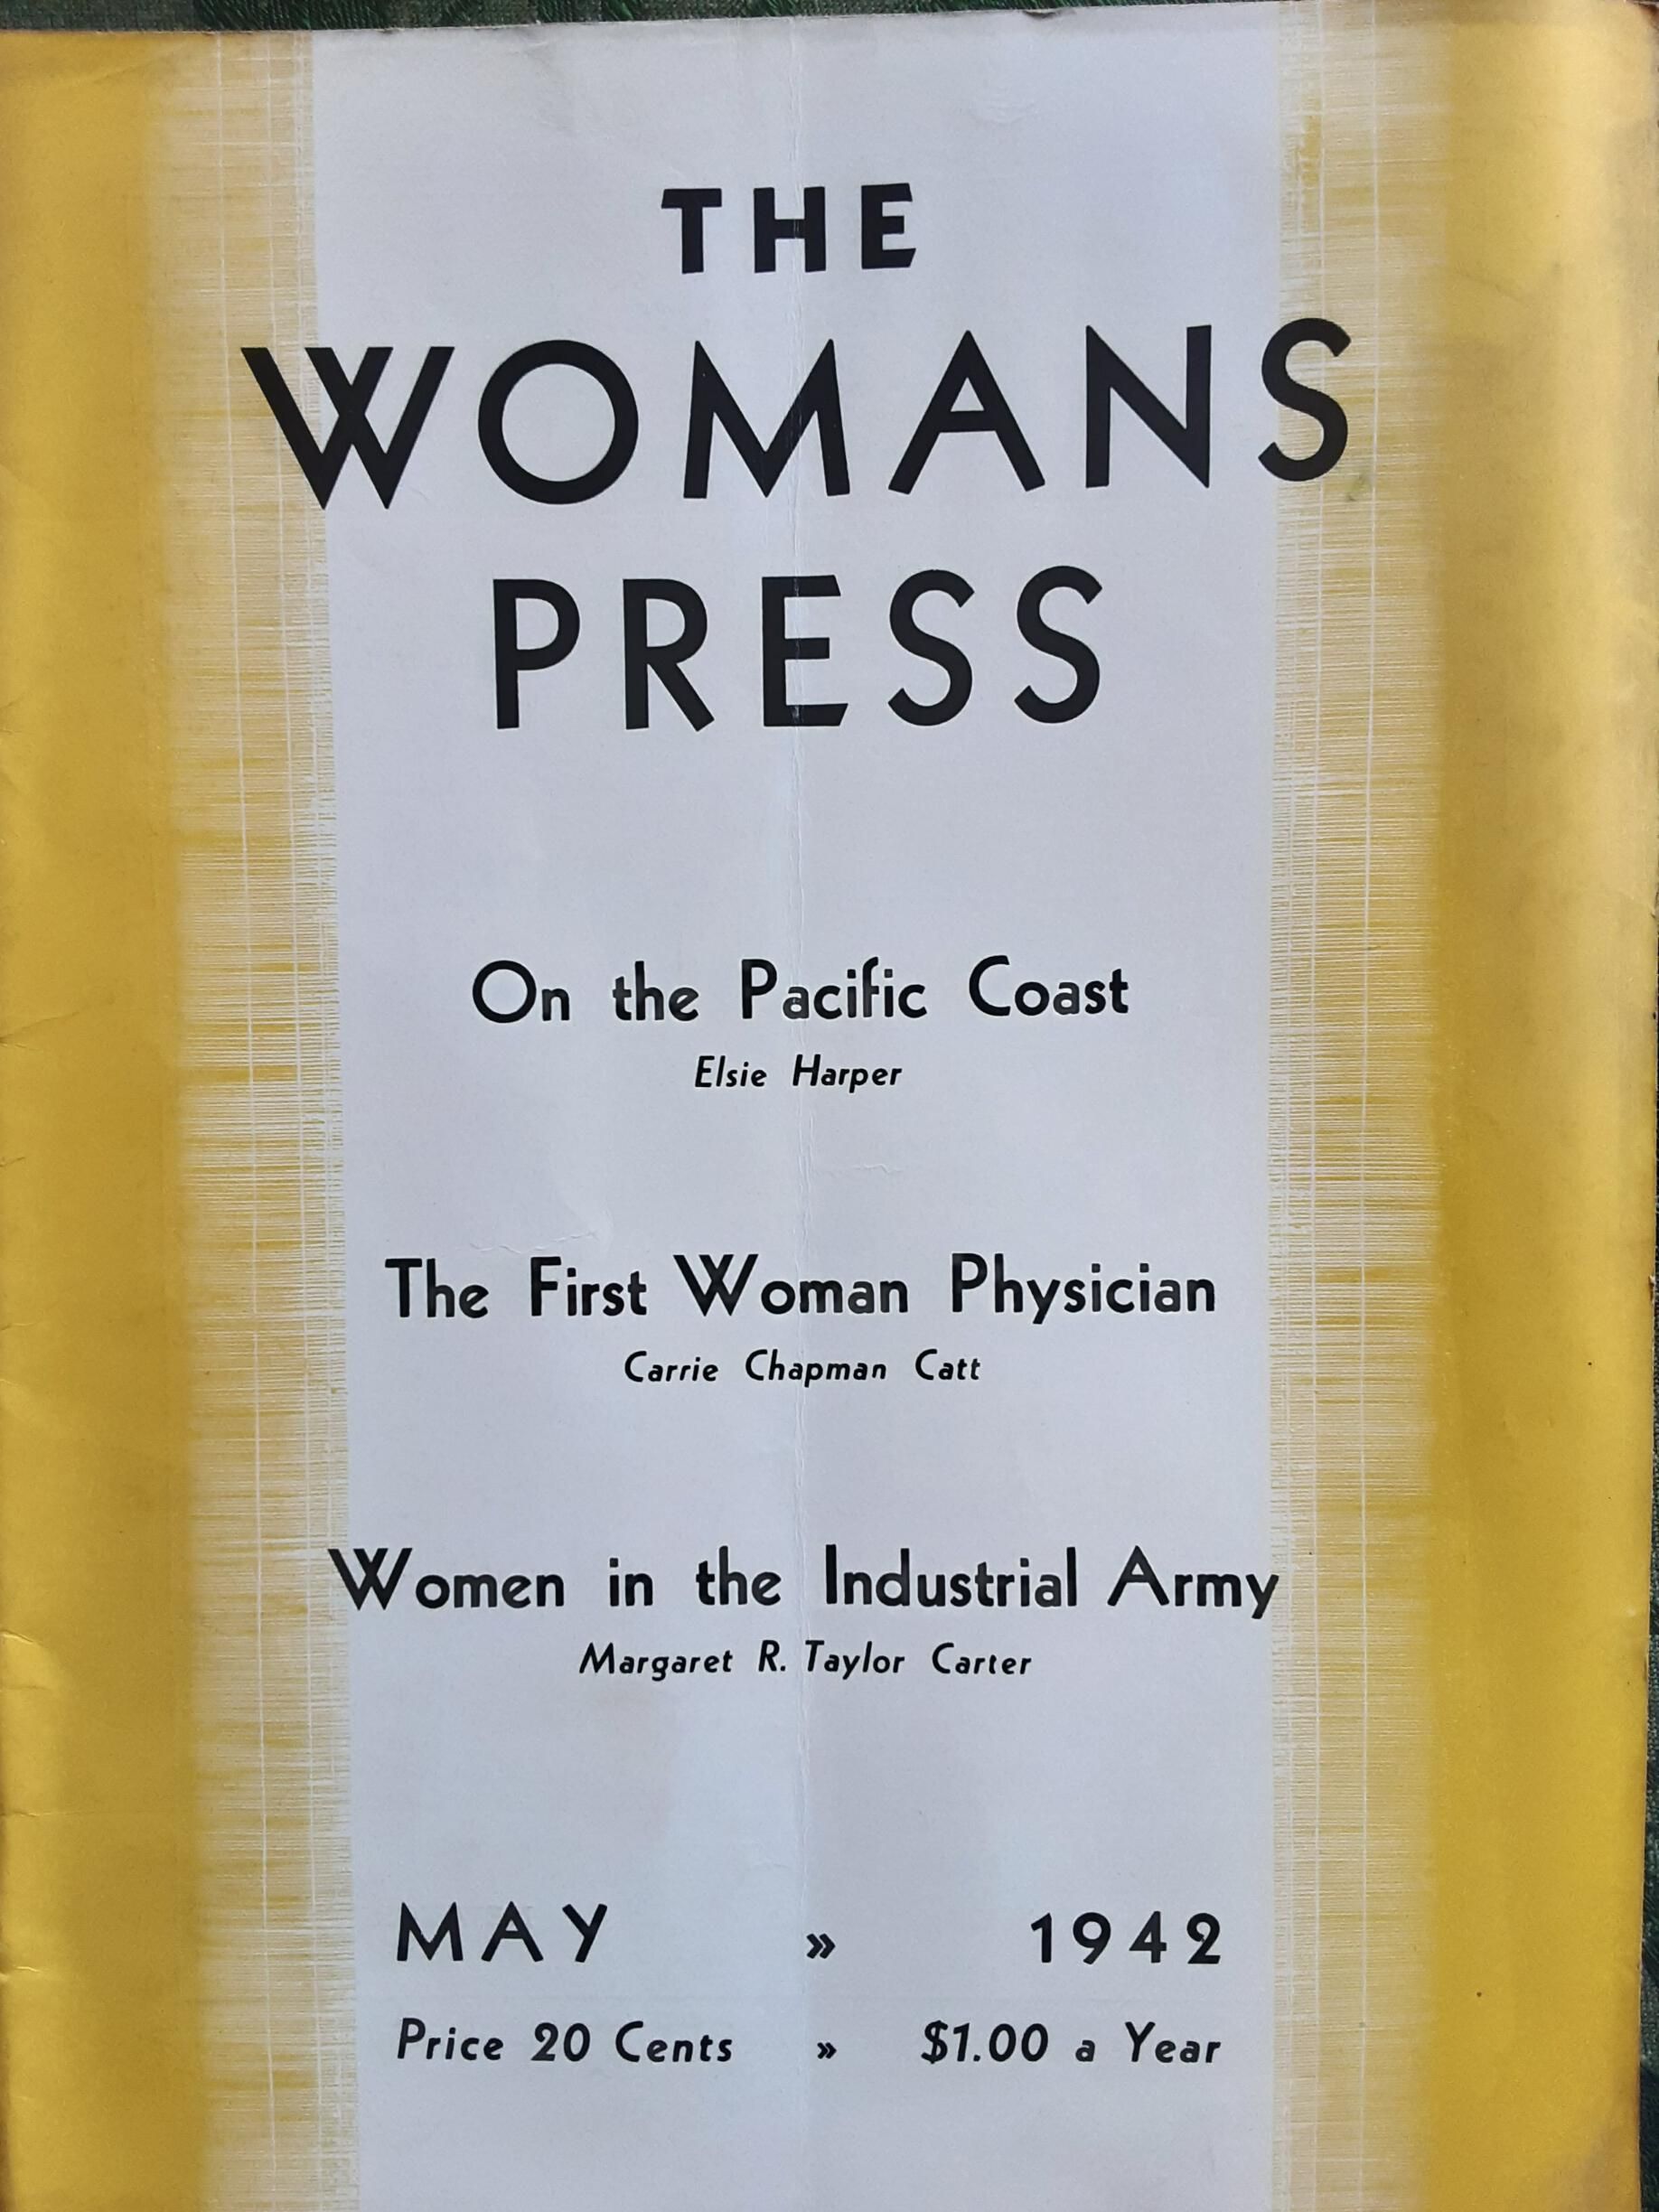 THE
WOMANS
PRESS
On the Pacific Coast
Elsie Harper
The First Woman Physician
Carrie Chapman Catt
Women in the Industrial Army
Margaret R. Taylor Carter
MAY » 1942
Price 20 Cents » $1.00 a Year